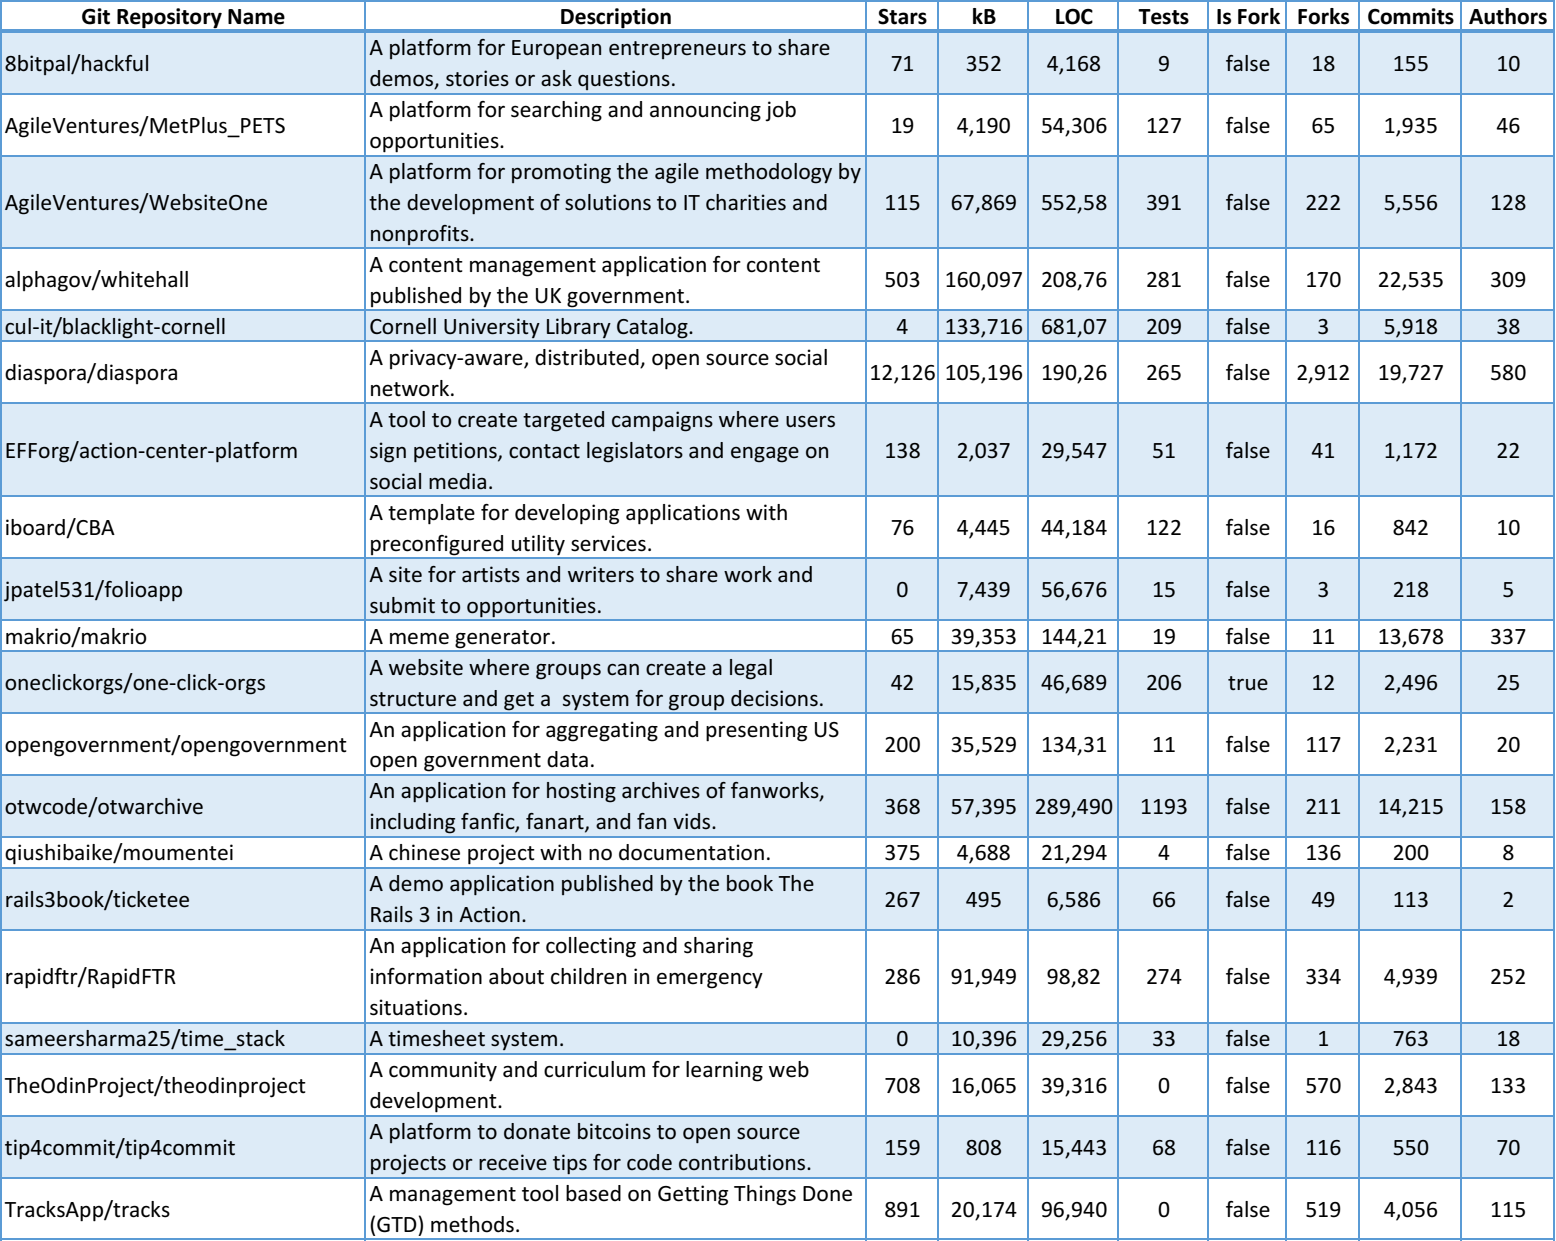 Git Repository Name Description Stars kB LOC Tests Is Fork Forks Commits Authors
8bitpal/hackful A platform for European entrepreneurs to share
demos, stories or ask questions. 71 352 4,168 9 false 18 155 10
AgileVentures/MetPlus_PETS A platform for searching and announcing job
opportunities. 19 4,190 54,306 127 false 65 1,935 46
AgileVentures/WebsiteOne A platform for promoting the agile methodology by
the development of solutions to IT charities and
nonprofits. 115 67,869 552,58 391 false 222 5,556 128
alphagov/whitehall A content management application for content
published by the UK government. 503 160,097 208,76 281 false 170 22,535 309
cul-it/blacklight-cornell Cornell University Library Catalog. 4 133,716 681,07 209 false 3 5,918 38
diaspora/diaspora A privacy-aware, distributed, open source social
network. 12,126 105,196 190,26 265 false 2,912 19,727 580
EFForg/action-center-platform A tool to create targeted campaigns where users
sign petitions, contact legislators and engage on
social media. 138 2,037 29,547 51 false 41 1,172 22
iboard/CBA A template for developing applications with
preconfigured utility services. 76 4,445 44,184 122 false 16 842 10
jpatel531/folioapp A site for artists and writers to share work and
submit to opportunities. 0 7,439 56,676 15 false 3 218 5
makrio/makrio A meme generator. 65 39,353 144,21 19 false 11 13,678 337
oneclickorgs/one-click-orgs A website where groups can create a legal
structure and get a  system for group decisions. 42 15,835 46,689 206 true 12 2,496 25
opengovernment/opengovernment An application for aggregating and presenting US
open government data. 200 35,529 134,31 11 false 117 2,231 20
otwcode/otwarchive An application for hosting archives of fanworks,
including fanfic, fanart, and fan vids. 368 57,395 289,490 1193 false 211 14,215 158
qiushibaike/moumentei A chinese project with no documentation. 375 4,688 21,294 4 false 136 200 8
rails3book/ticketee A demo application published by the book The
Rails 3 in Action. 267 495 6,586 66 false 49 113 2
rapidftr/RapidFTR An application for collecting and sharing
information about children in emergency
situations. 286 91,949 98,82 274 false 334 4,939 252
sameersharma25/time_stack A timesheet system. 0 10,396 29,256 33 false 1 763 18
TheOdinProject/theodinproject A community and curriculum for learning web
development. 708 16,065 39,316 0 false 570 2,843 133
tip4commit/tip4commit A platform to donate bitcoins to open source
projects or receive tips for code contributions. 159 808 15,443 68 false 116 550 70
TracksApp/tracks A management tool based on Getting Things Done
(GTD) methods. 891 20,174 96,940 0 false 519 4,056 115